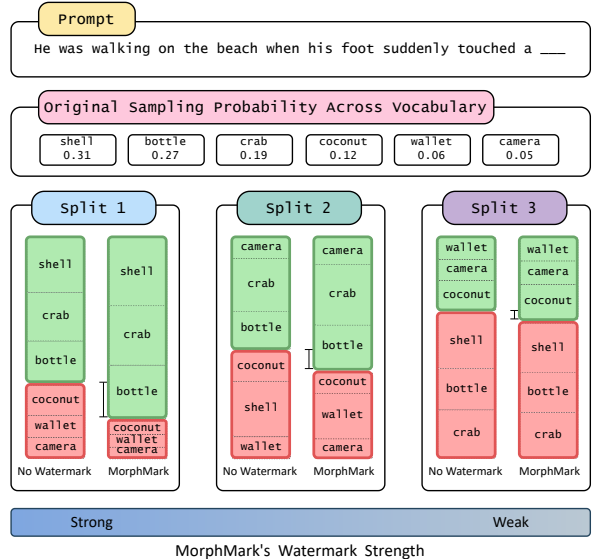 Prompt
He was walking on the beach when his foot suddenly touched a ___
Original Sampling Probability Across Vocabulary
shell bottle crab coconut wallet camera
0.31 0.27 0.19 0.12 0.06 0.05
Split 1
shell
crab
bottle
coconut
wallet
camera
No Watermark
shell
crab
bottle
coconut
wallet
camera
MorphMark
Split 2
camera
crab
bottle
coconut
shell
wallet
No Watermark
camera
crab
bottle
coconut
wallet
camera
MorphMark
Split 3
wallet
camera
coconut
shell
bottle
crab
No Watermark
wallet
camera
coconut
shell
bottle
crab
MorphMark
Strong Weak
MorphMark's Watermark Strength